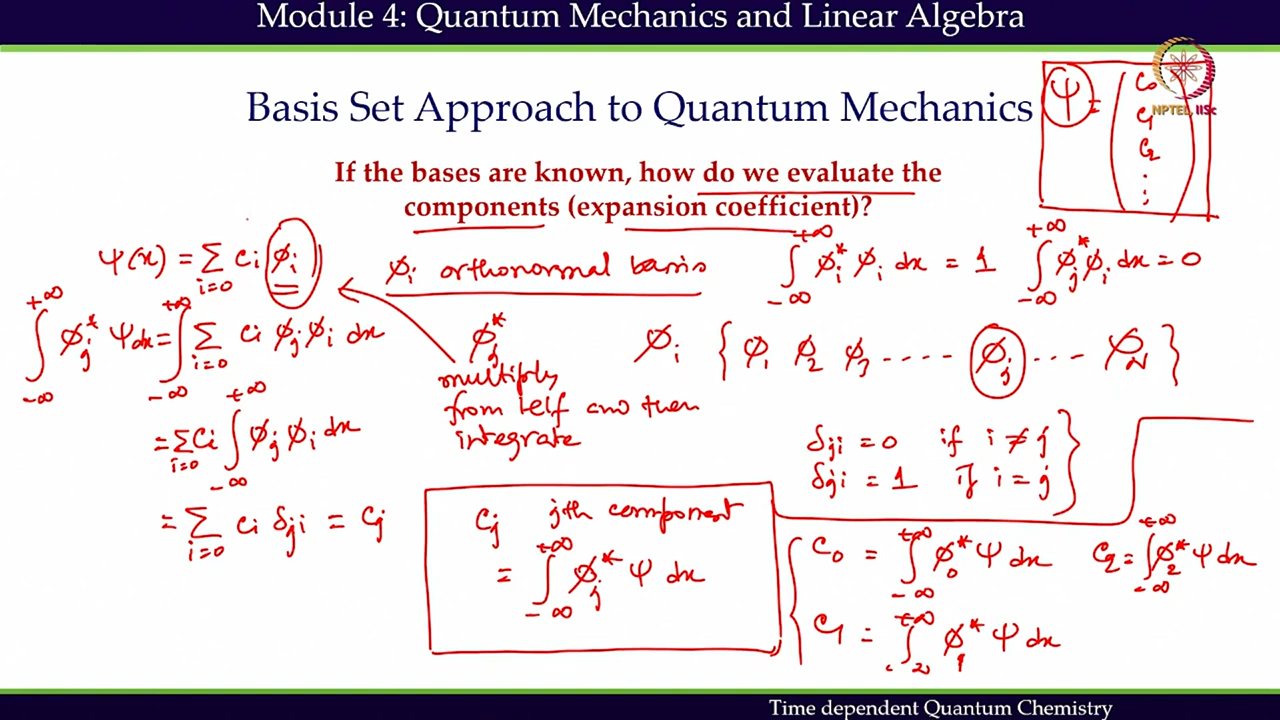 Module 4: Quantum Mechanics and Linear Algebra
Basis Set Approach to Quantum Mechanics
ψ = (C₀ C₁ C₂ . . .)
NPTEL IISc
If the bases are known, how do we evaluate the
components (expansion coefficient)?
ψ(x) = ∑_{i=0} Ci ϕi
ϕi orthonormal basis
∫_{-∞}^{+∞} ϕi* ϕi dx = 1
∫_{-∞}^{+∞} ϕj* ϕi dx = 0
∫_{-∞}^{+∞} ϕj* ψ dx = ∫_{-∞}^{+∞} ∑_{i=0} Ci ϕj ϕi dx
ϕj*
multiply
from left and then
integrate
ϕi {ϕ1 ϕ2 ϕ3 .... ϕj ... ϕN}
= ∑_{i=0} Ci ∫_{-∞}^{+∞} ϕj ϕi dx
δji = 0 if i ≠ j
δji = 1 if i = j
= ∑_{i=0} Ci δji = Cj
Cj jth component
= ∫_{-∞}^{+∞} ϕj* ψ dx
C₀ = ∫_{-∞}^{+∞} ϕ₀* ψ dx
C₂ = ∫_{-∞}^{+∞} ϕ₂* ψ dx
C₁ = ∫_{-∞}^{+∞} ϕ₁* ψ dx
Time dependent Quantum Chemistry